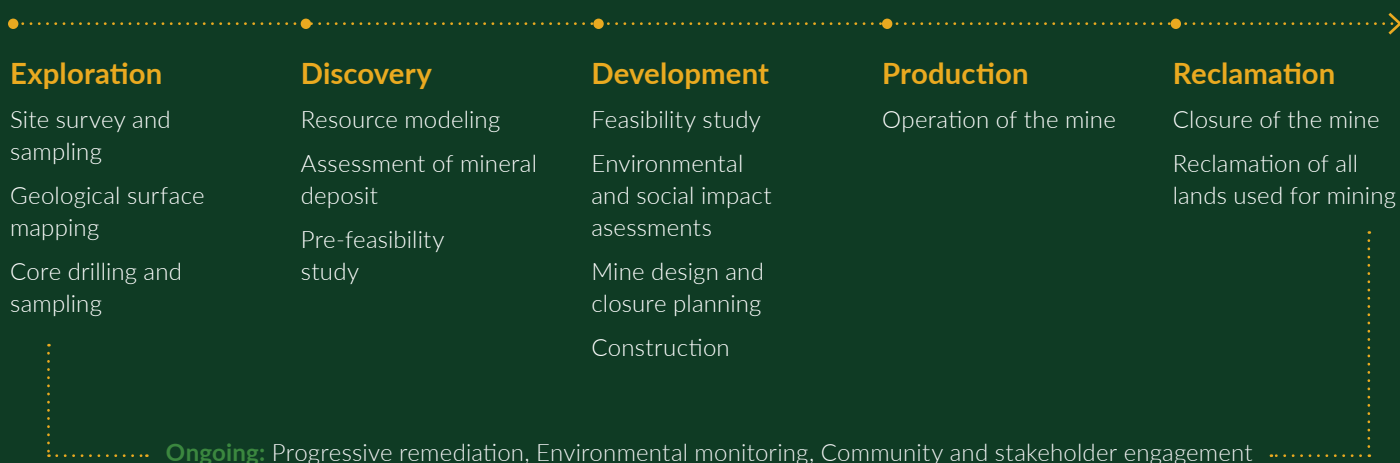 Exploration
Site survey and
sampling
Geological surface
mapping
Core drilling and
sampling
Discovery
Resource modeling
Assessment of mineral
deposit
Pre-feasibility
study
Development
Feasibility study
Environmental
and social impact
asessments
Mine design and
closure planning
Construction
Production
Operation of the mine
Reclamation
Closure of the mine
Reclamation of all
lands used for mining
Ongoing: Progressive remediation, Environmental monitoring, Community and stakeholder engagement